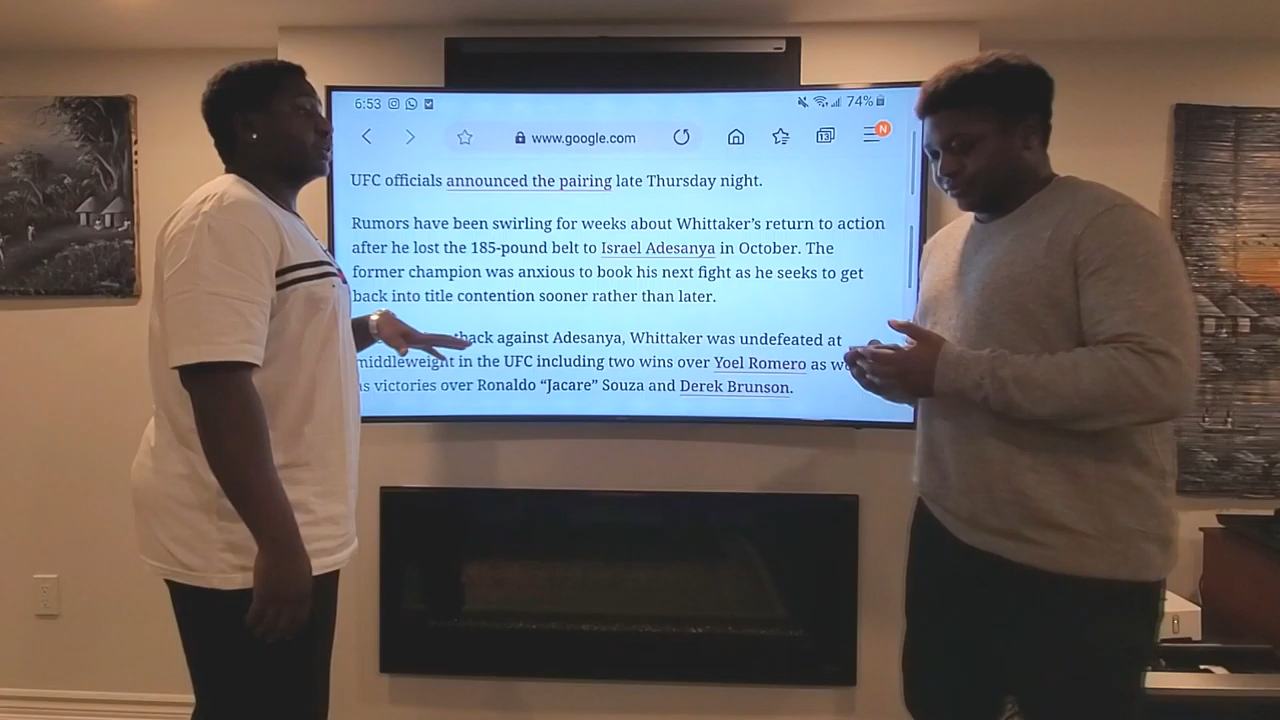 6:53 74%
www.google.com 13 N
UFC officials announced the pairing late Thursday night.
Rumors have been swirling for weeks about Whittaker’s return to action
after he lost the 185-pound belt to Israel Adesanya in October. The
former champion was anxious to book his next fight as he seeks to get
back into title contention sooner rather than later.
against Adesanya, Whittaker was undefeated at
middleweight in the UFC including two wins over Yoel Romero as
as victories over Ronaldo “Jacare” Souza and Derek Brunson.